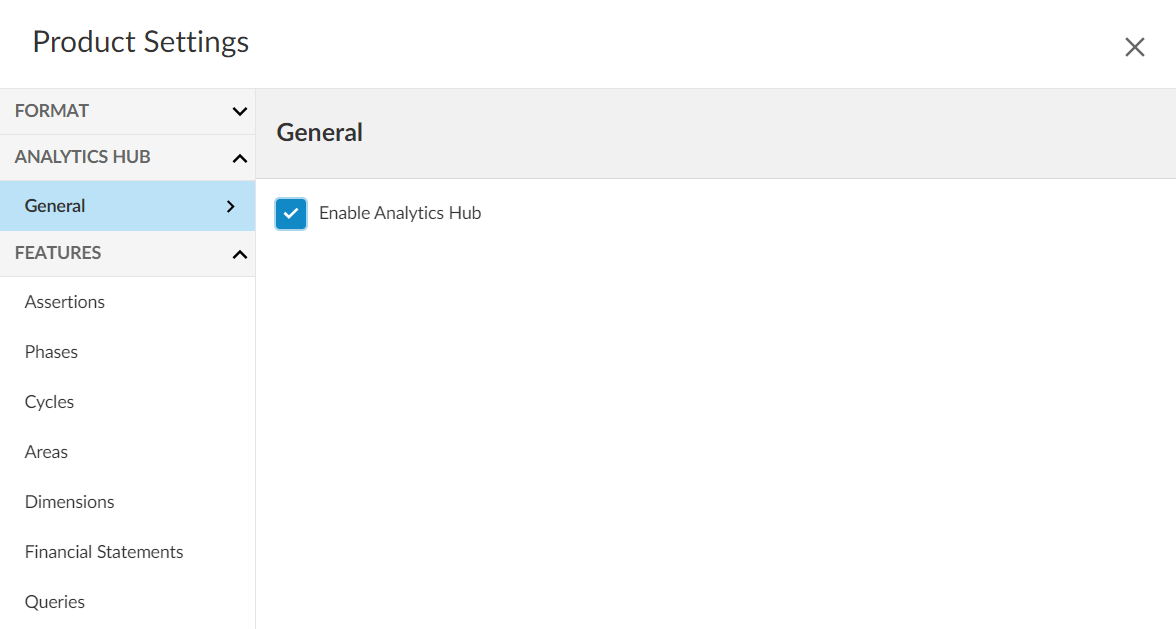 Product Settings
FORMAT
ANALYTICS HUB
General
FEATURES
Assertions
Phases
Cycles
Areas
Dimensions
Financial Statements
Queries
General
Enable Analytics Hub